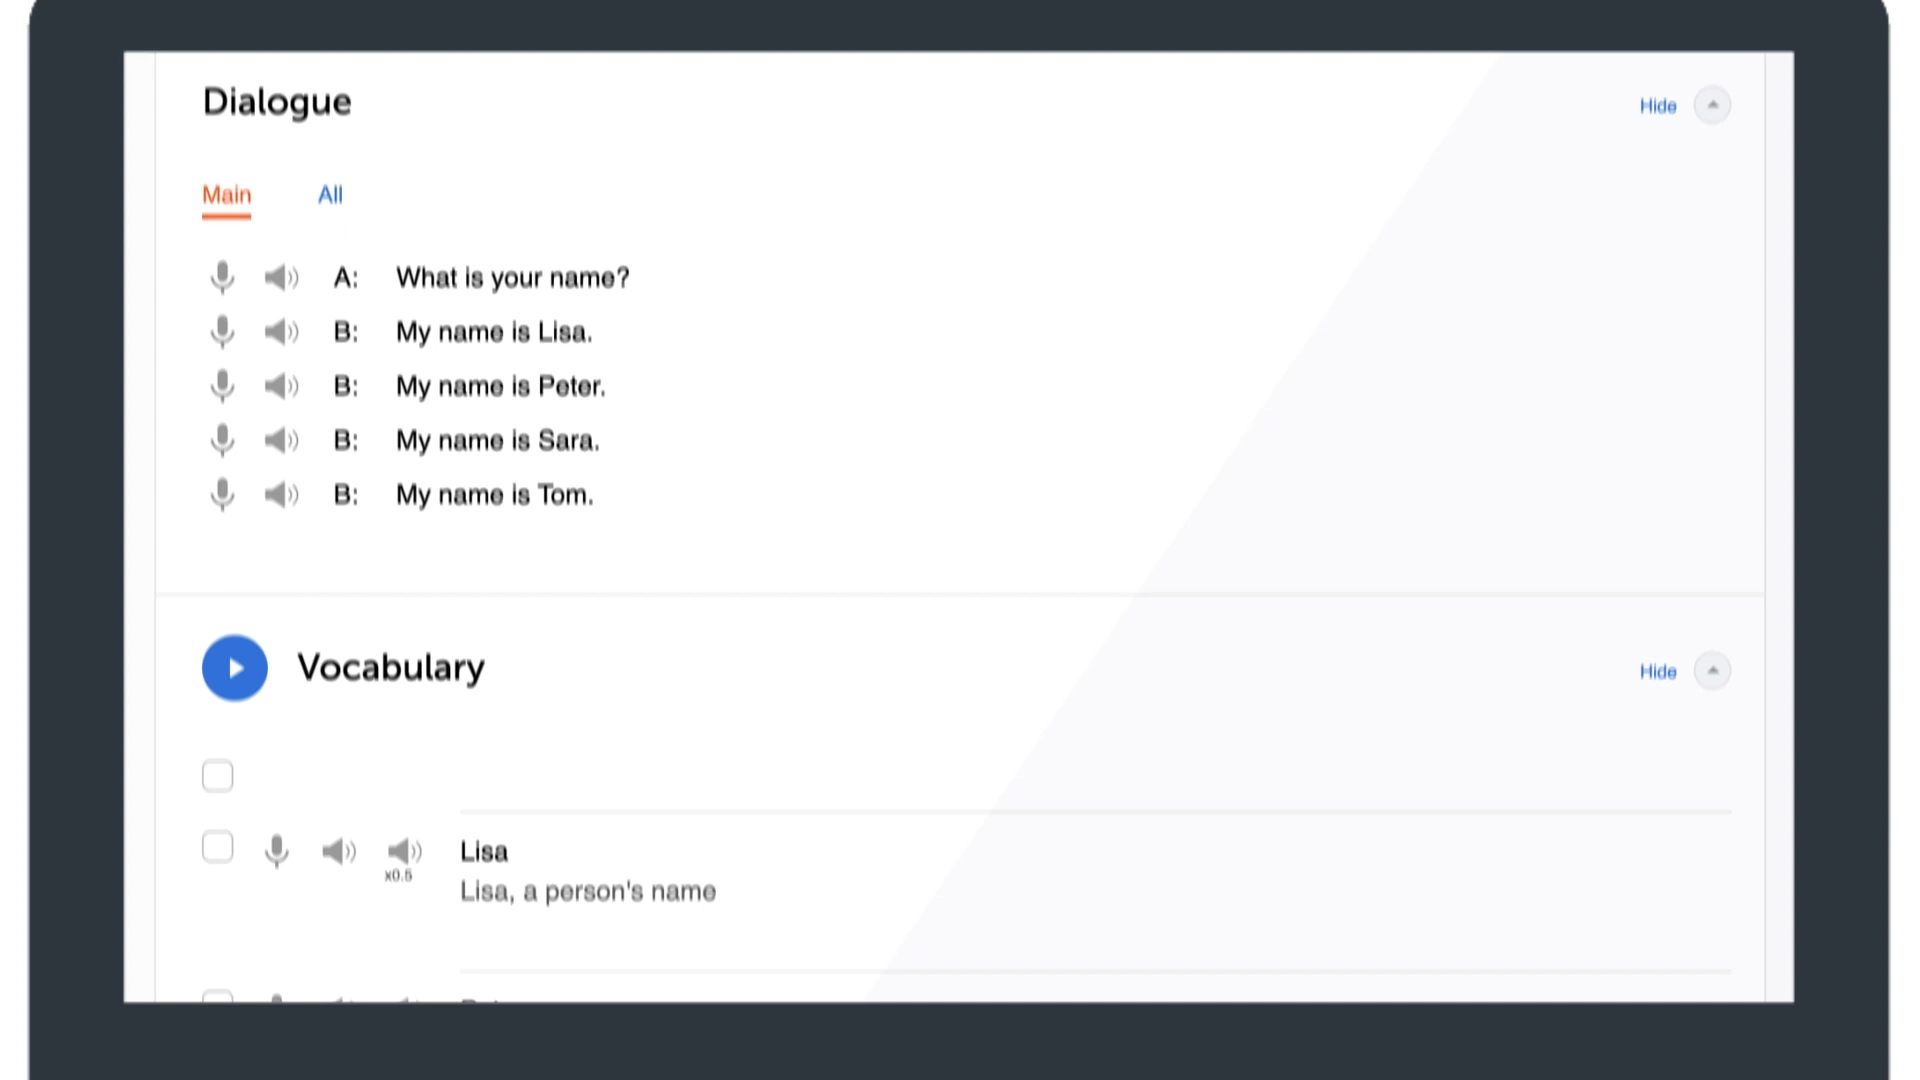 Dialogue
Hide
Main All
A: What is your name?
B: My name is Lisa.
B: My name is Peter.
B: My name is Sara.
B: My name is Tom.
Vocabulary
Hide
Lisa
x0.5
Lisa, a person's name